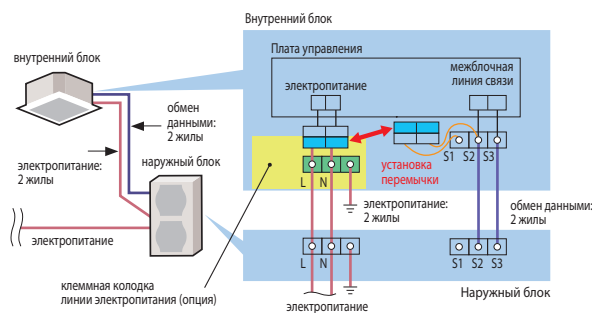 Внутренний блок
Плата управления
внутренний блок
электропитание
межблочная
линия связи
обмен
данными:
2 жилы
электропитание:
2 жилы
наружный блок
S1 S2 S3
установка
перемычки
L N
электропитание:
2 жилы
обмен данными:
2 жилы
электропитание
L N
S1 S2 S3
клеммная колодка
линии электропитания (опция)
Наружный блок
электропитание